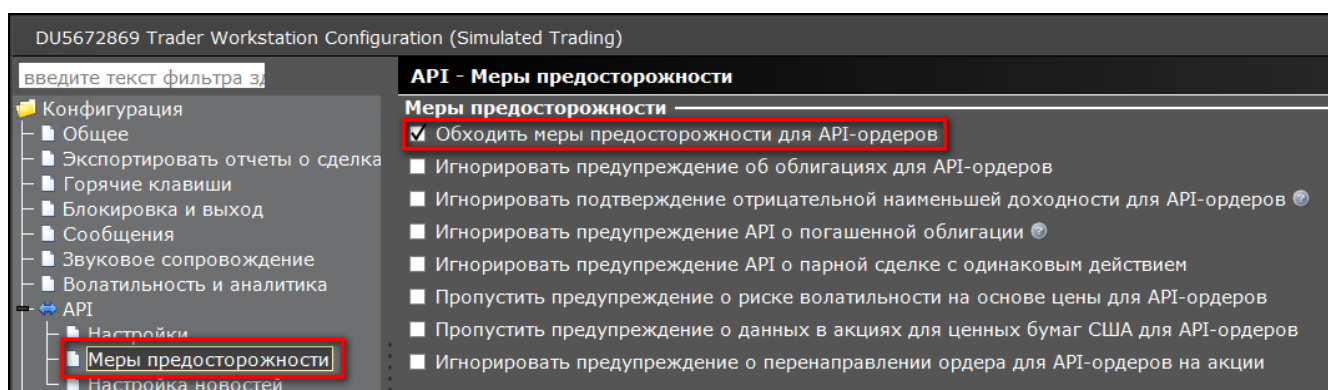 DU5672869 Trader Workstation Configuration (Simulated Trading)
введите текст фильтра зд
Конфигурация
Общее
Экспортировать отчеты о сделка
Горячие клавиши
Блокировка и выход
Сообщения
Звуковое сопровождение
Волатильность и аналитика
API
Настройки
Меры предосторожности
Настройка новостей
API - Меры предосторожности
Меры предосторожности
Обходить меры предосторожности для API-ордеров
Игнорировать предупреждение об облигациях для API-ордеров
Игнорировать подтверждение отрицательной наименьшей доходности для API-ордеров
Игнорировать предупреждение API о погашенной облигации
Игнорировать предупреждение API о парной сделке с одинаковым действием
Пропустить предупреждение о риске волатильности на основе цены для API-ордеров
Пропустить предупреждение о данных в акциях для ценных бумаг США для API-ордеров
Игнорировать предупреждение о перенаправлении ордера для API-ордеров на акции